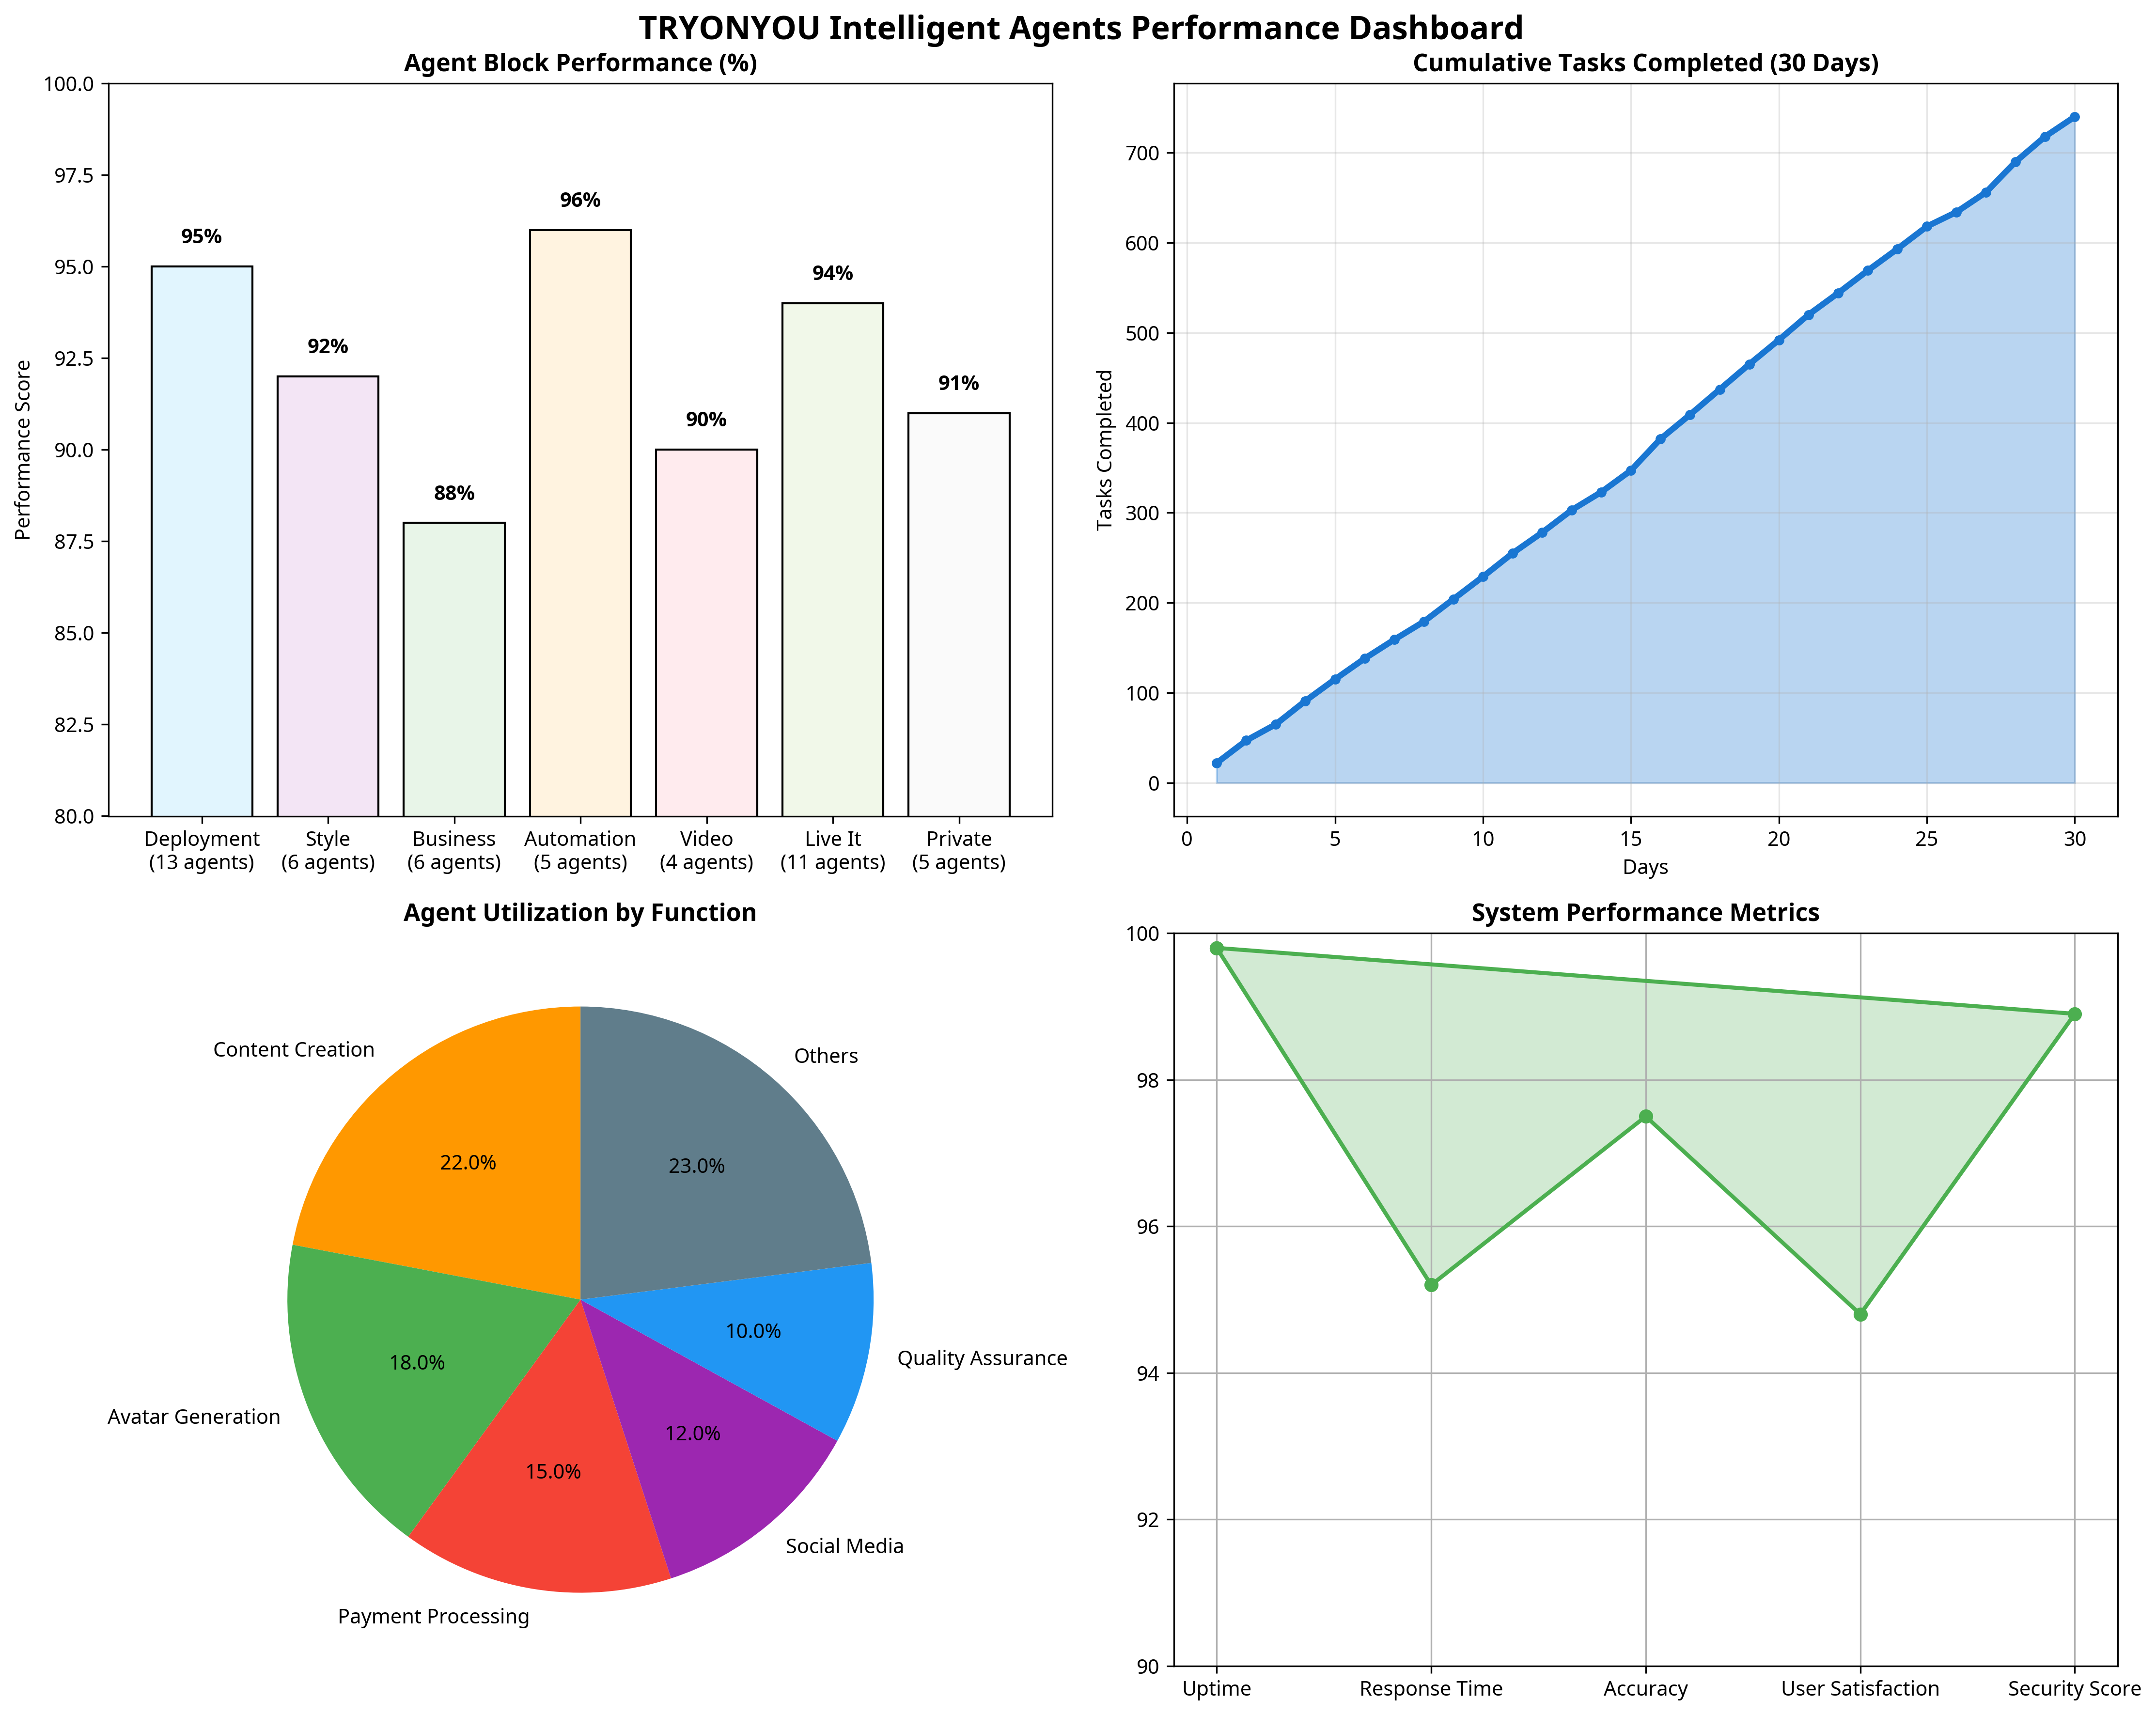 TRYONYOU Intelligent Agents Performance Dashboard
Agent Block Performance (%)
100.0
97.5
95.0
92.5
90.0
87.5
85.0
82.5
80.0
Performance Score
95%
92%
88%
96%
90%
94%
91%
Deployment
(13 agents)
Style
(6 agents)
Business
(6 agents)
Automation
(5 agents)
Video
(4 agents)
Live It
(11 agents)
Private
(5 agents)
Cumulative Tasks Completed (30 Days)
700
600
500
400
300
200
100
0
Tasks Completed
0
5
10
15
20
25
30
Days
Agent Utilization by Function
Content Creation
22.0%
Others
23.0%
Avatar Generation
18.0%
Quality Assurance
10.0%
Payment Processing
15.0%
Social Media
12.0%
System Performance Metrics
100
98
96
94
92
90
Uptime
Response Time
Accuracy
User Satisfaction
Security Score